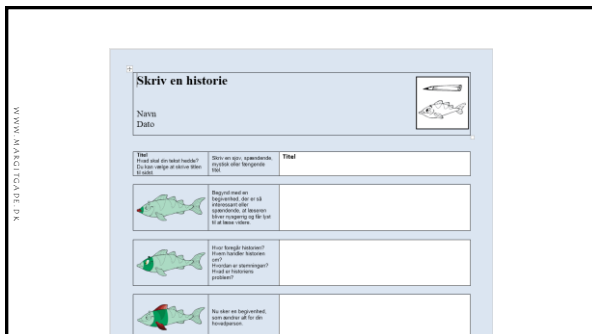 WWW.MARGITGADE.DK
Skriv en historie
Navn
Dato
Titel
Hvad skal din tekst hedde?
Du kan vælge at skrive titlen
til sidst.
Skriv en sjov, spændende,
mystisk eller fængende
titel.
Titel
Begynd med en
begivenhed, der er så
interessant eller
spændende, at læseren
bliver nysgerrig og får lyst
til at læse videre.
Hvor foregår historien?
Hvem handler historien
om?
Hvordan er stemningen?
Hvad er historiens
problem?
Nu sker en begivenhed,
som ændrer alt for din
hovedperson.